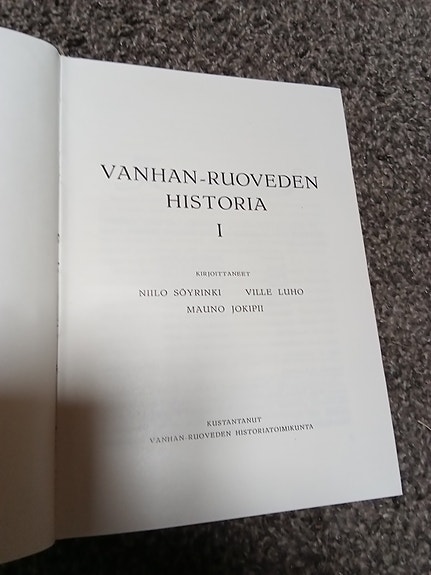 VANHAN-RUOVEDEN
HISTORIA
I
KIRJOITTANEET
NIILO SÖYRINKI VILLE LUHO
MAUNO JOKIPII
KUSTANTANUT
VANHAN-RUOVEDEN HISTORIATOIMIKUNTA